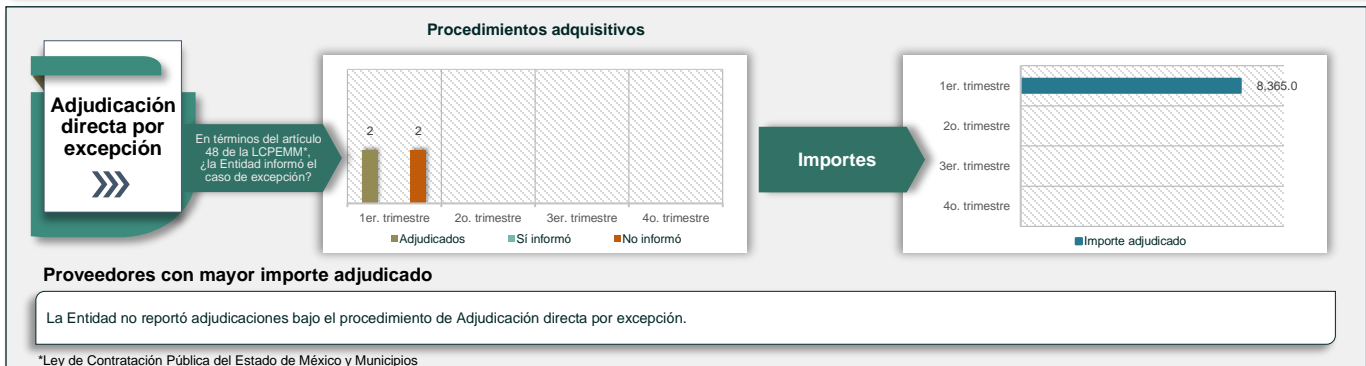 Procedimientos adquisitivos
Adjudicación
directa por
excepción
En términos del artículo
48 de la LCPEMM*,
¿la Entidad informó el
caso de excepción?
2 2
1er. trimestre 2o. trimestre 3er. trimestre 4o. trimestre
Adjudicados Sí informó No informó
Importes
1er. trimestre 8,365.0
2o. trimestre
3er. trimestre
4o. trimestre
Importe adjudicado
Proveedores con mayor importe adjudicado
La Entidad no reportó adjudicaciones bajo el procedimiento de Adjudicación directa por excepción.
*Ley de Contratación Pública del Estado de México y Municipios